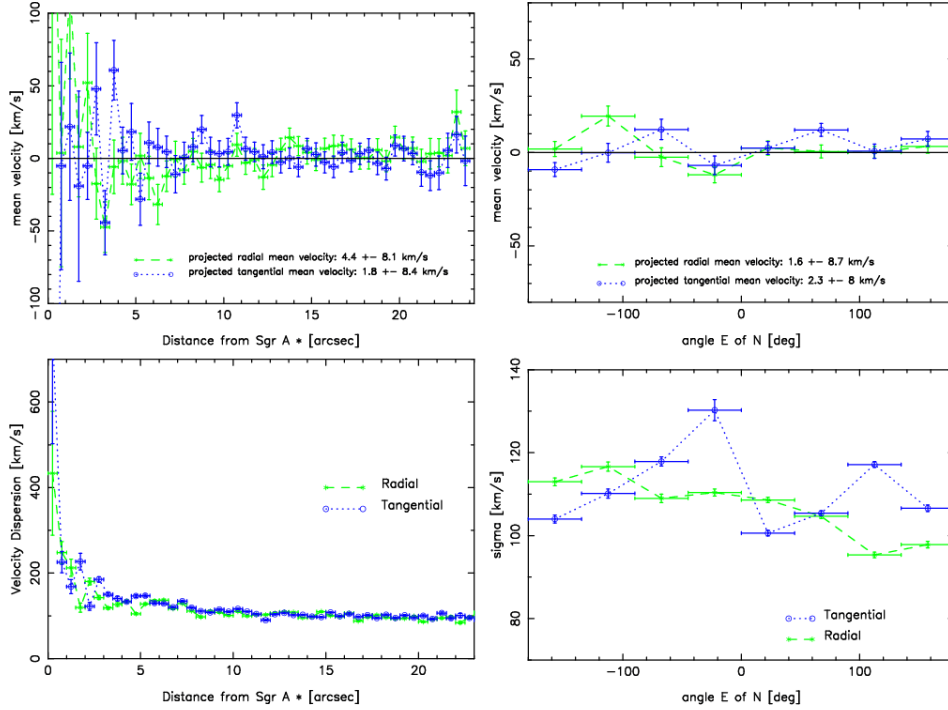 mean velocity [km/s]
100
50
0
−50
−100
0
5
10
15
20
projected radial mean velocity: 4.4 +− 8.1 km/s
projected tangential mean velocity: 1.8 +− 8.4 km/s
Distance from Sgr A * [arcsec]
mean velocity [km/s]
50
0
−50
−100
0
100
projected radial mean velocity: 1.6 +− 8.7 km/s
projected tangential mean velocity: 2.3 +− 8 km/s
angle E of N [deg]
Velocity Dispersion [km/s]
600
400
200
0
0
5
10
15
20
Radial
Tangential
Distance from Sgr A * [arcsec]
sigma [km/s]
140
120
100
80
−100
0
100
Tangential
Radial
angle E of N [deg]